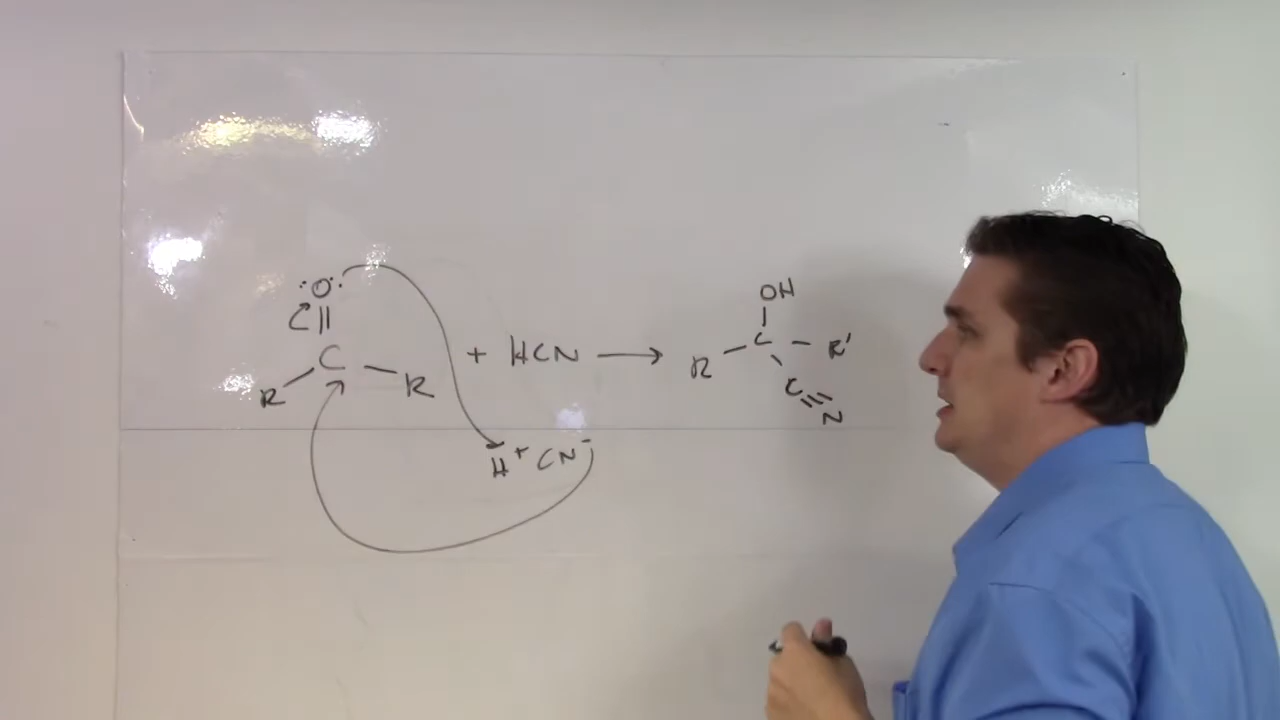 :O:
||
R — C — R + HCN → R — C — R'
OH
C≡N
H⁺ CN⁻